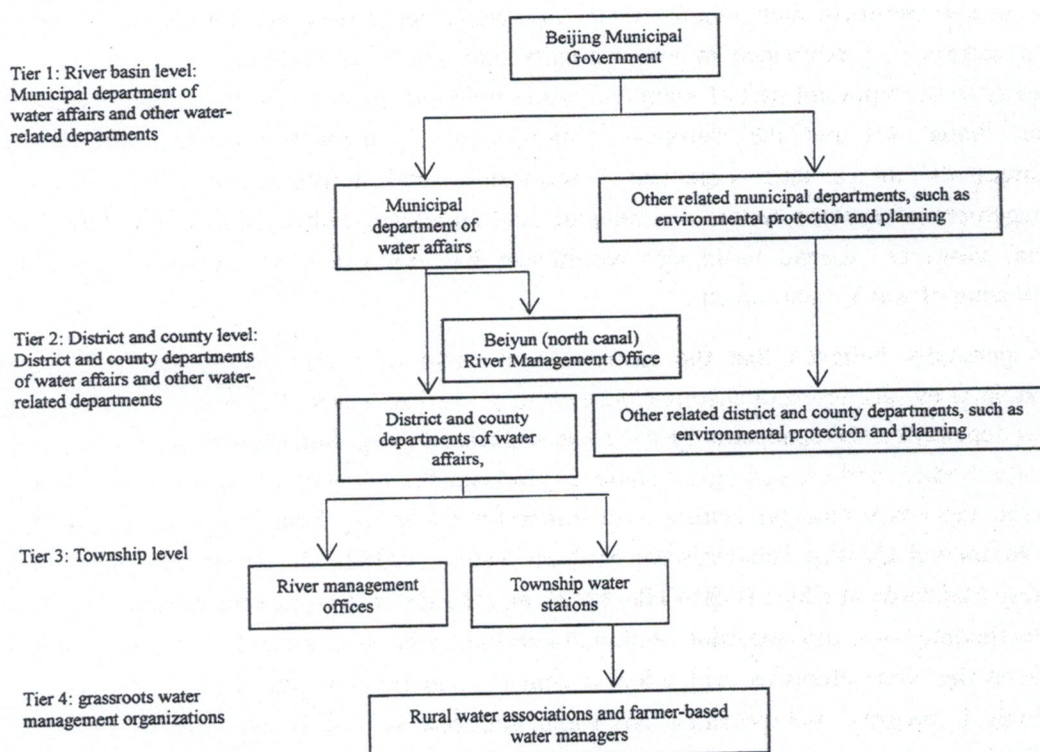 Beijing Municipal
Government
Tier 1: River basin level:
Municipal department of
water affairs and other water-
related departments
Municipal
department of
water affairs
Other related municipal departments, such as
environmental protection and planning
Tier 2: District and county level:
District and county departments
of water affairs and other water-
related departments
Beiyun (north canal)
River Management Office
District and county
departments of water
affairs,
Other related district and county departments, such as
environmental protection and planning
Tier 3: Township level
River management
offices
Township water
stations
Tier 4: grassroots water
management organizations
Rural water associations and farmer-based
water managers